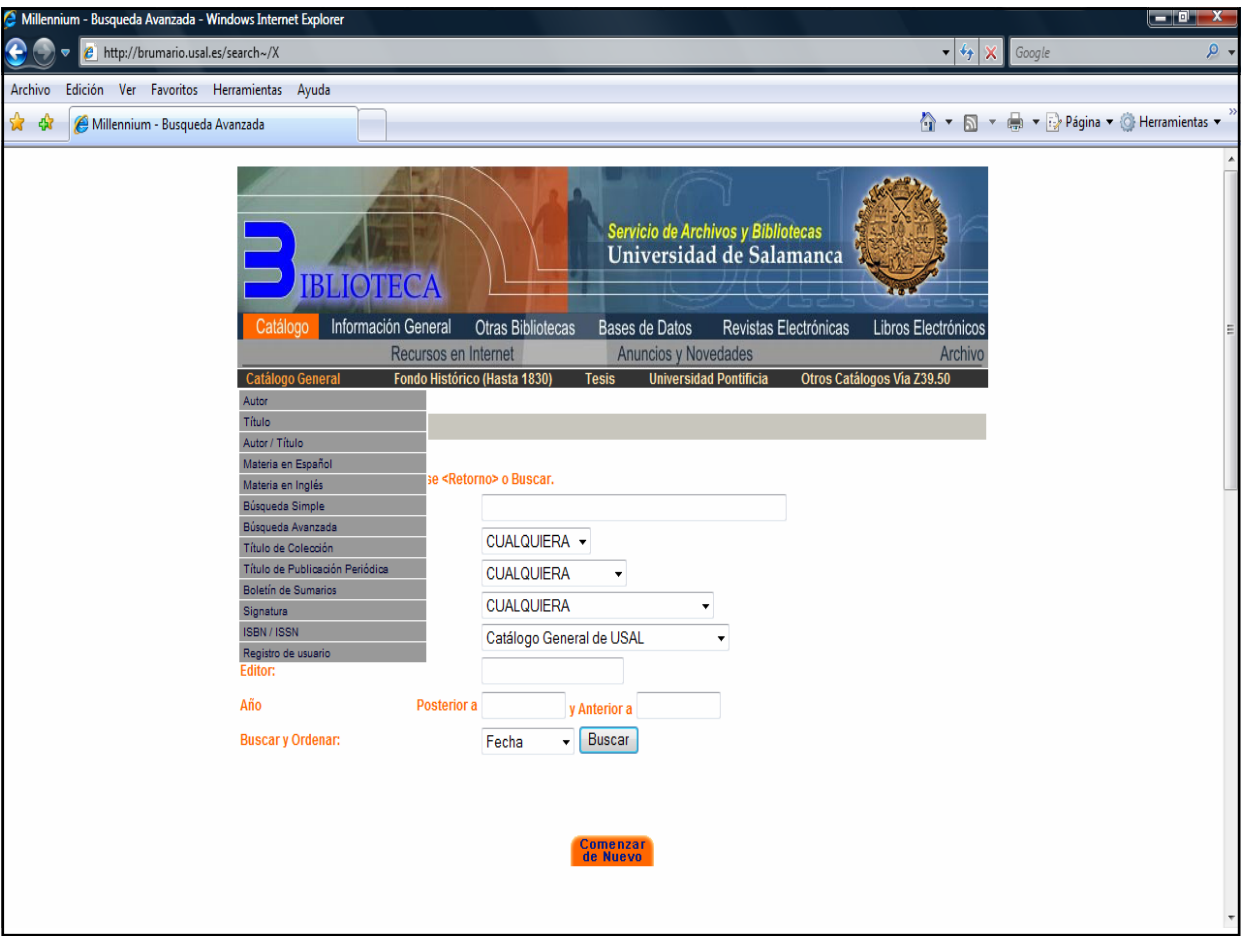 Millennium - Busqueda Avanzada - Windows Internet Explorer
http://brumario.usal.es/search~/X
Google
Archivo Edición Ver Favoritos Herramientas Ayuda
Millennium - Busqueda Avanzada
Página Herramientas
Servicio de Archivos y Bibliotecas
Universidad de Salamanca
BIBLIOTECA
Catálogo Información General Otras Bibliotecas Bases de Datos Revistas Electrónicas Libros Electrónicos
Recursos en Internet Anuncios y Novedades Archivo
Catálogo General Fondo Histórico (Hasta 1830) Tesis Universidad Pontificia Otros Catálogos Vía Z39.50
Autor
Título
Autor / Título
Materia en Español
Materia en Inglés
se <Retorno> o Buscar.
Búsqueda Simple
Búsqueda Avanzada
Título de Colección
CUALQUIERA
Título de Publicación Periódica
CUALQUIERA
Boletín de Sumarios
Signatura
CUALQUIERA
ISBN / ISSN
Catálogo General de USAL
Registro de usuario
Editor:
Año Posterior a y Anterior a
Buscar y Ordenar: Fecha Buscar
Comenzar
de Nuevo